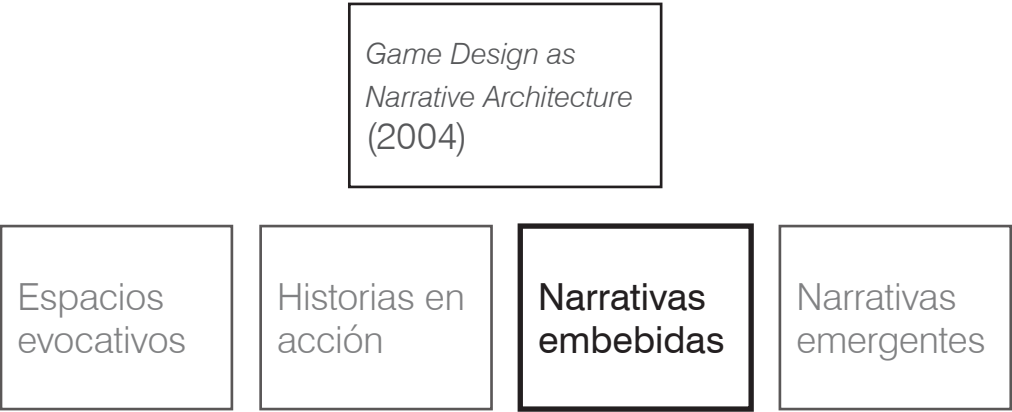 Game Design as
Narrative Architecture
(2004)
Espacios
evocativos
Historias en
acción
Narrativas
embebidas
Narrativas
emergentes